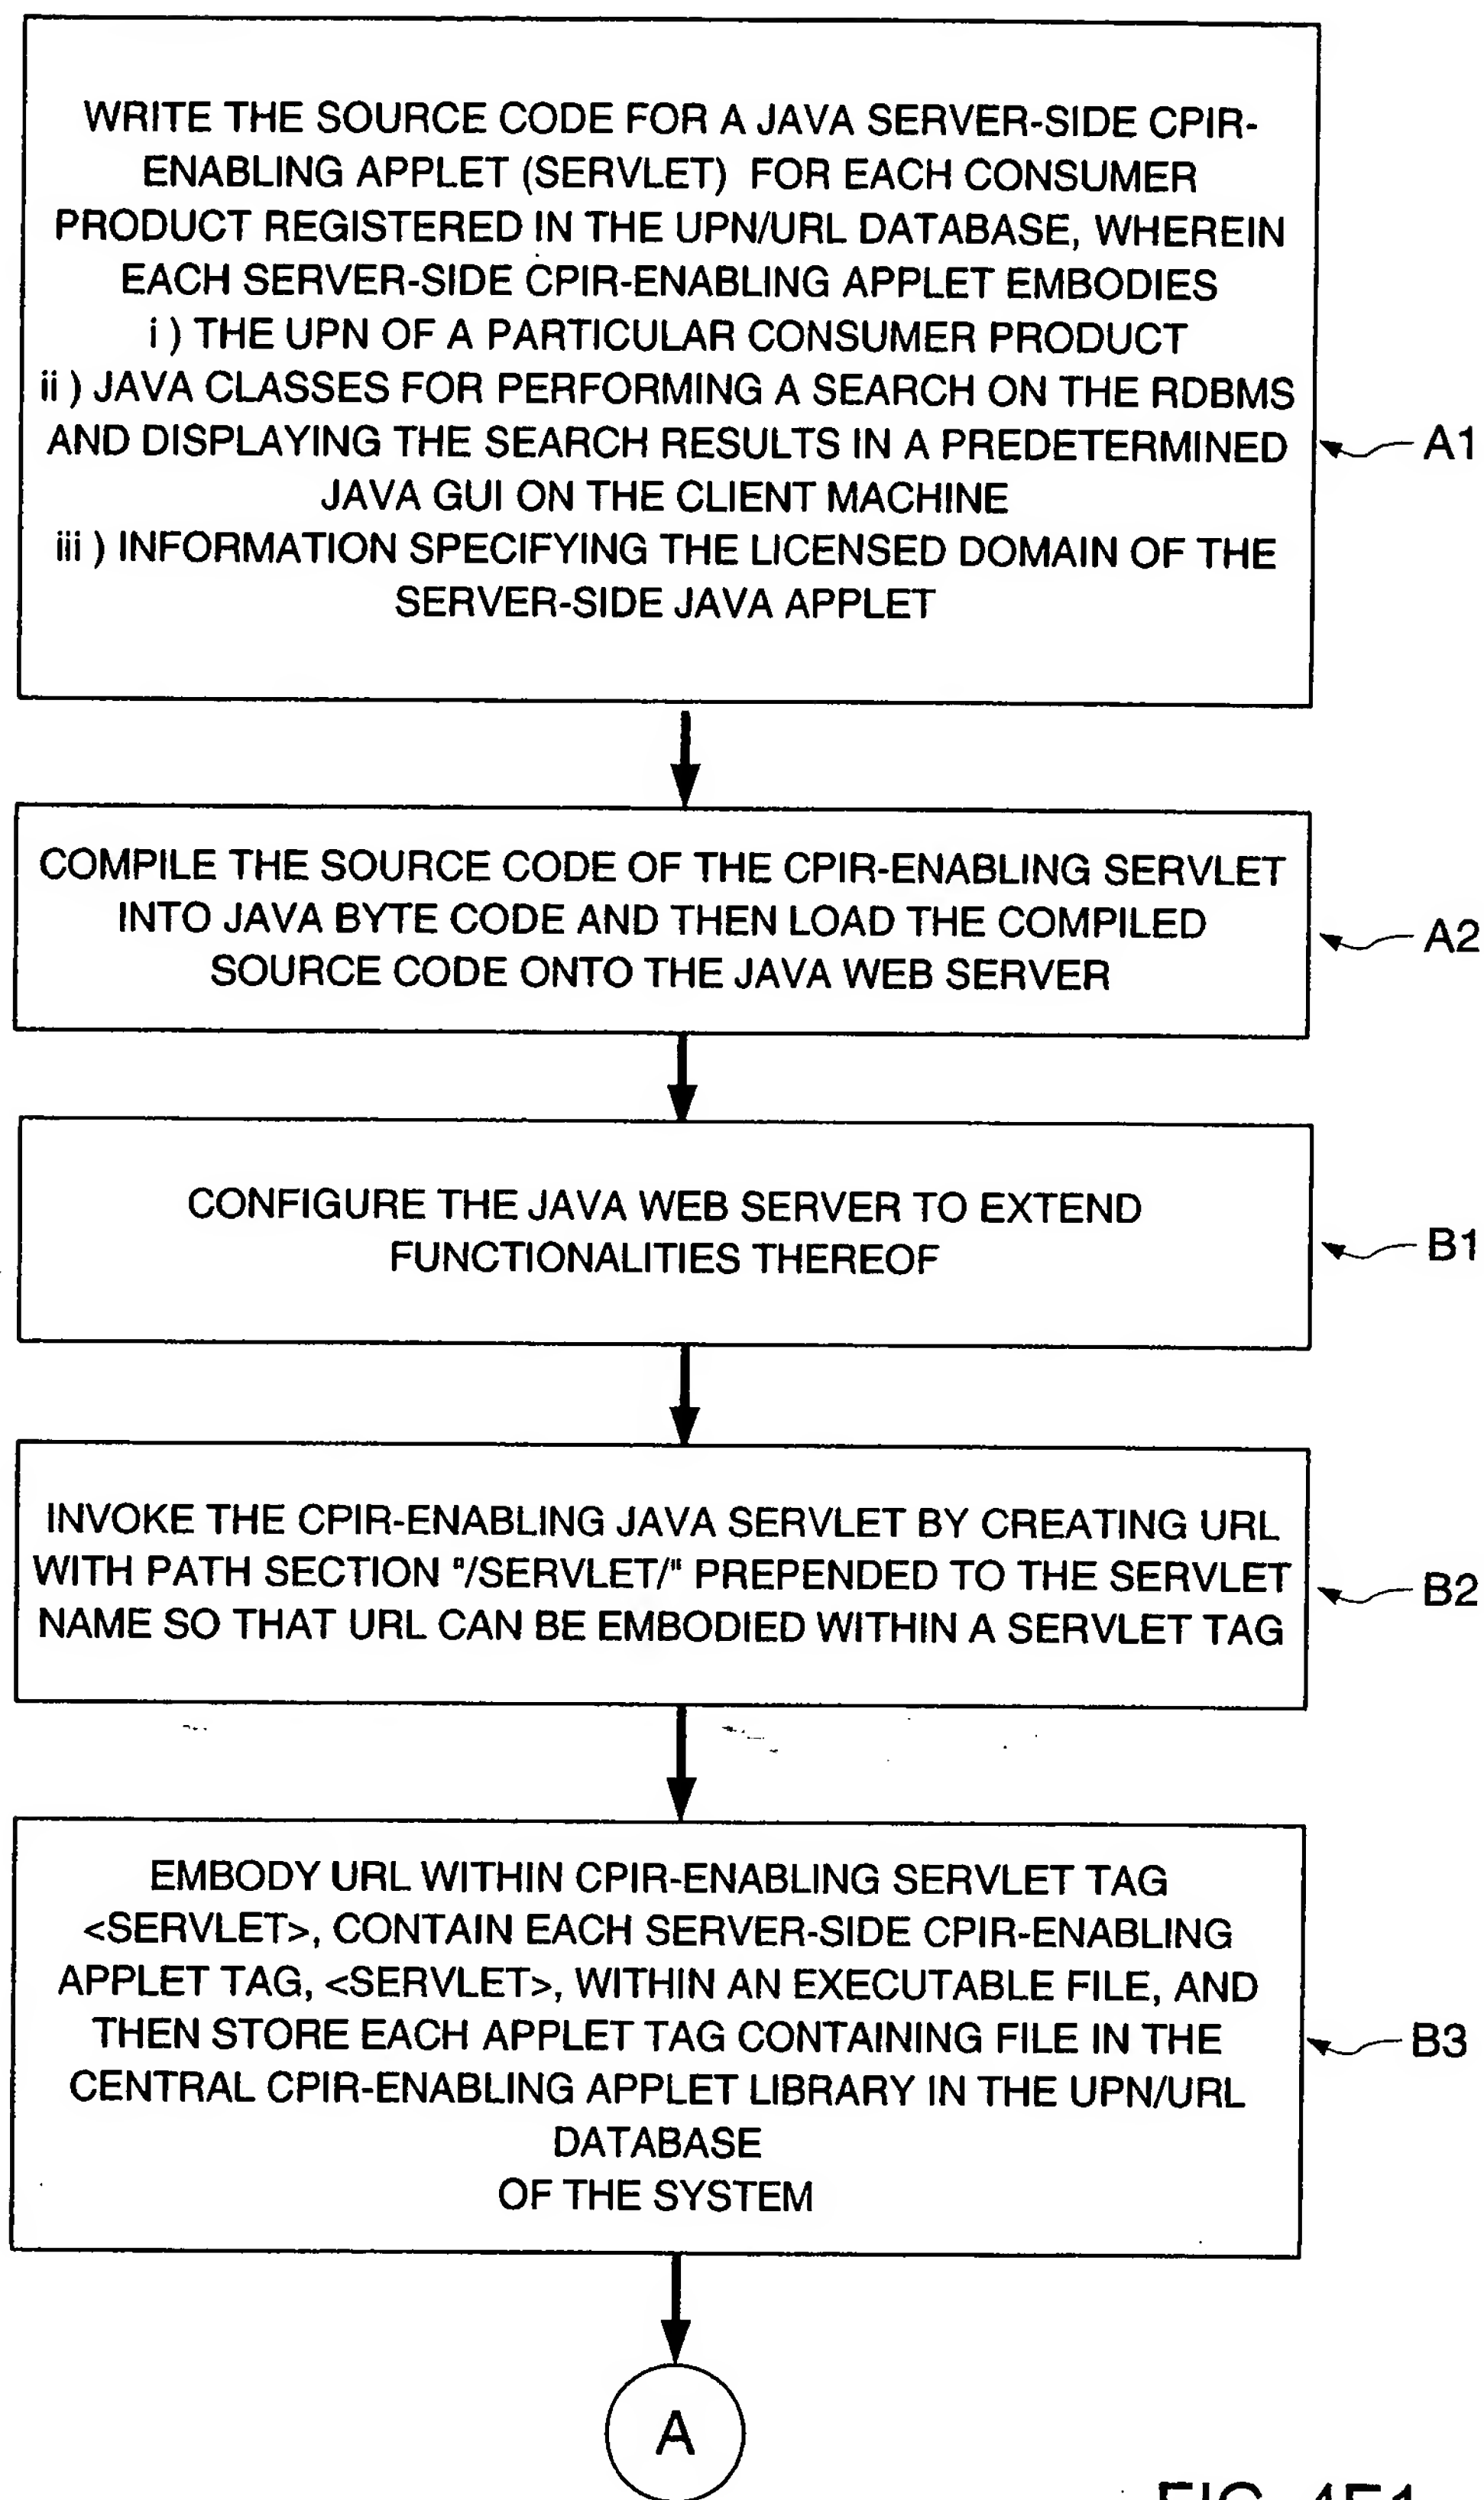 WRITE THE SOURCE CODE FOR A JAVA SERVER-SIDE CPIR-
ENABLING APPLET (SERVLET) FOR EACH CONSUMER
PRODUCT REGISTERED IN THE UPN/URL DATABASE, WHEREIN
EACH SERVER-SIDE CPIR-ENABLING APPLET EMBODIES
i ) THE UPN OF A PARTICULAR CONSUMER PRODUCT
ii ) JAVA CLASSES FOR PERFORMING A SEARCH ON THE RDBMS
AND DISPLAYING THE SEARCH RESULTS IN A PREDETERMINED
JAVA GUI ON THE CLIENT MACHINE
iii ) INFORMATION SPECIFYING THE LICENSED DOMAIN OF THE
SERVER-SIDE JAVA APPLET
A1
COMPILE THE SOURCE CODE OF THE CPIR-ENABLING SERVLET
INTO JAVA BYTE CODE AND THEN LOAD THE COMPILED
SOURCE CODE ONTO THE JAVA WEB SERVER
A2
CONFIGURE THE JAVA WEB SERVER TO EXTEND
FUNCTIONALITIES THEREOF
B1
INVOKE THE CPIR-ENABLING JAVA SERVLET BY CREATING URL
WITH PATH SECTION "/SERVLET/" PREPENDED TO THE SERVLET
NAME SO THAT URL CAN BE EMBODIED WITHIN A SERVLET TAG
B2
EMBODY URL WITHIN CPIR-ENABLING SERVLET TAG
<SERVLET>, CONTAIN EACH SERVER-SIDE CPIR-ENABLING
APPLET TAG, <SERVLET>, WITHIN AN EXECUTABLE FILE, AND
THEN STORE EACH APPLET TAG CONTAINING FILE IN THE
CENTRAL CPIR-ENABLING APPLET LIBRARY IN THE UPN/URL
DATABASE
OF THE SYSTEM
B3
A